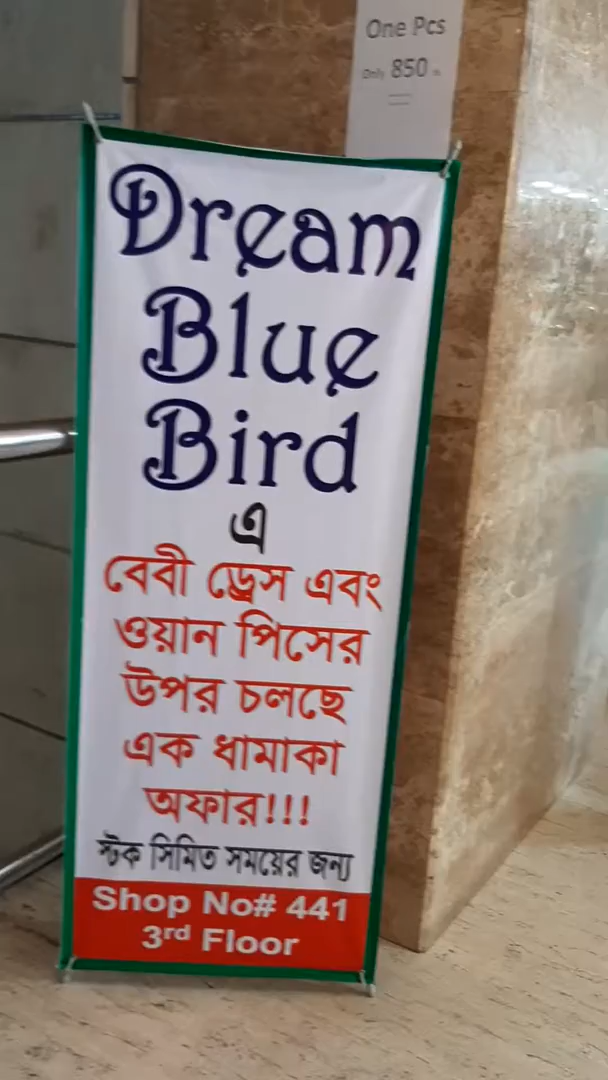 One Pcs
Only 850
Dream
Blue
Bird
এ
বেবী ড্রেস এবং
ওয়ান পিসের
উপর চলছে
এক ধামাকা
অফার!!!
স্টক সিমিত সময়ের জন্য
Shop No# 441
3rd Floor